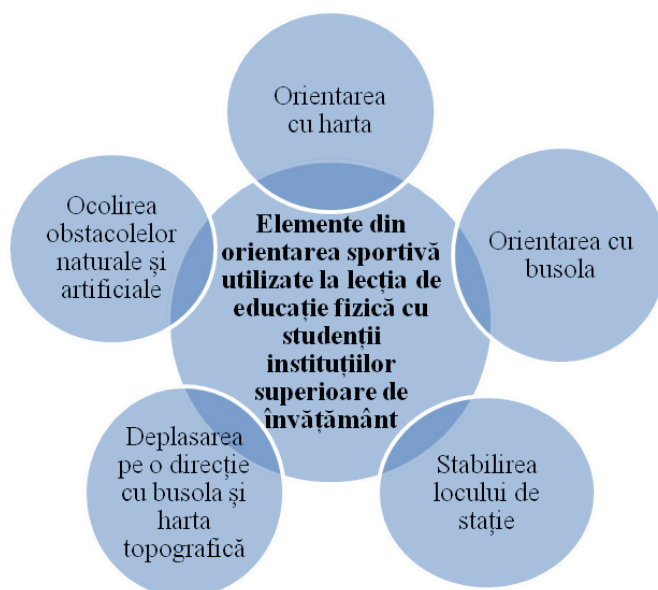 Orientarea
cu harta
Ocolirea
obstacolelor
naturale și
artificiale
Elemente din
orientarea sportivă
utilizate la lecția de
educație fizică cu
studenții
instituțiilor
superioare de
învățământ
Orientarea cu
busola
Deplasarea
pe o direcție
cu busola și
harta
topografică
Stabilirea
locului de
stație